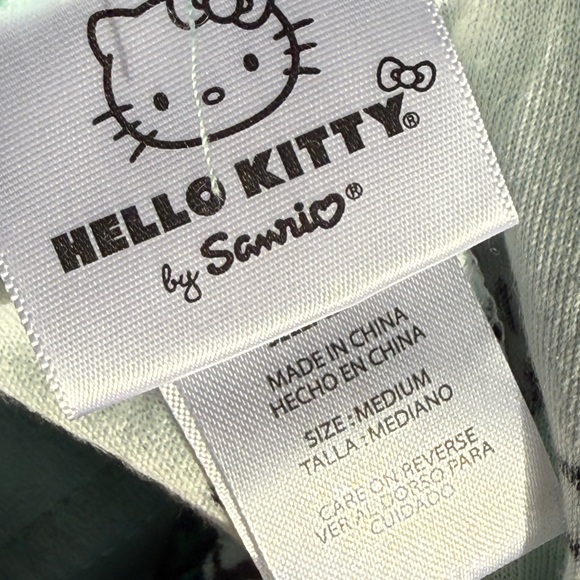 HELLO KITTY®
by Sanrio®
MADE IN CHINA
HECHO EN CHINA
SIZE : MEDIUM
TALLA : MEDIANO
CARE ON REVERSE
VER AL DORSO PARA
CUIDADO